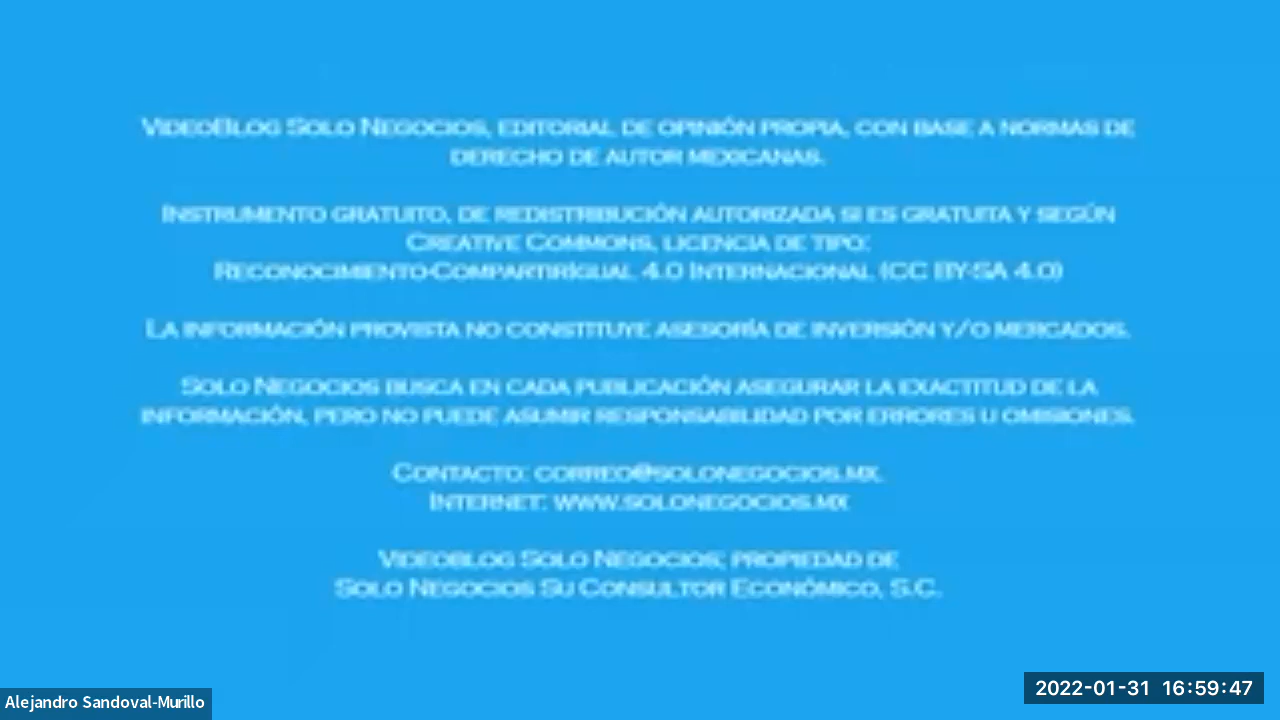 VideoBlog Solo Negocios, editorial de opinión propia, con base a normas de
derecho de autor mexicanas.
Instrumento gratuito, de redistribución autorizada si es gratuita y según
Creative Commons, licencia de tipo:
Reconocimiento-CompartirIgual 4.0 Internacional (CC BY-SA 4.0)
La información provista no constituye asesoría de inversión y/o mercados.
Solo Negocios busca en cada publicación asegurar la exactitud de la
información, pero no puede asumir responsabilidad por errores u omisiones.
Contacto: correo@solonegocios.mx.
Internet: www.solonegocios.mx
Videoblog Solo Negocios; propiedad de
Solo Negocios Su Consultor Económico, S.C.
Alejandro Sandoval-Murillo
2022-01-31 16:59:47